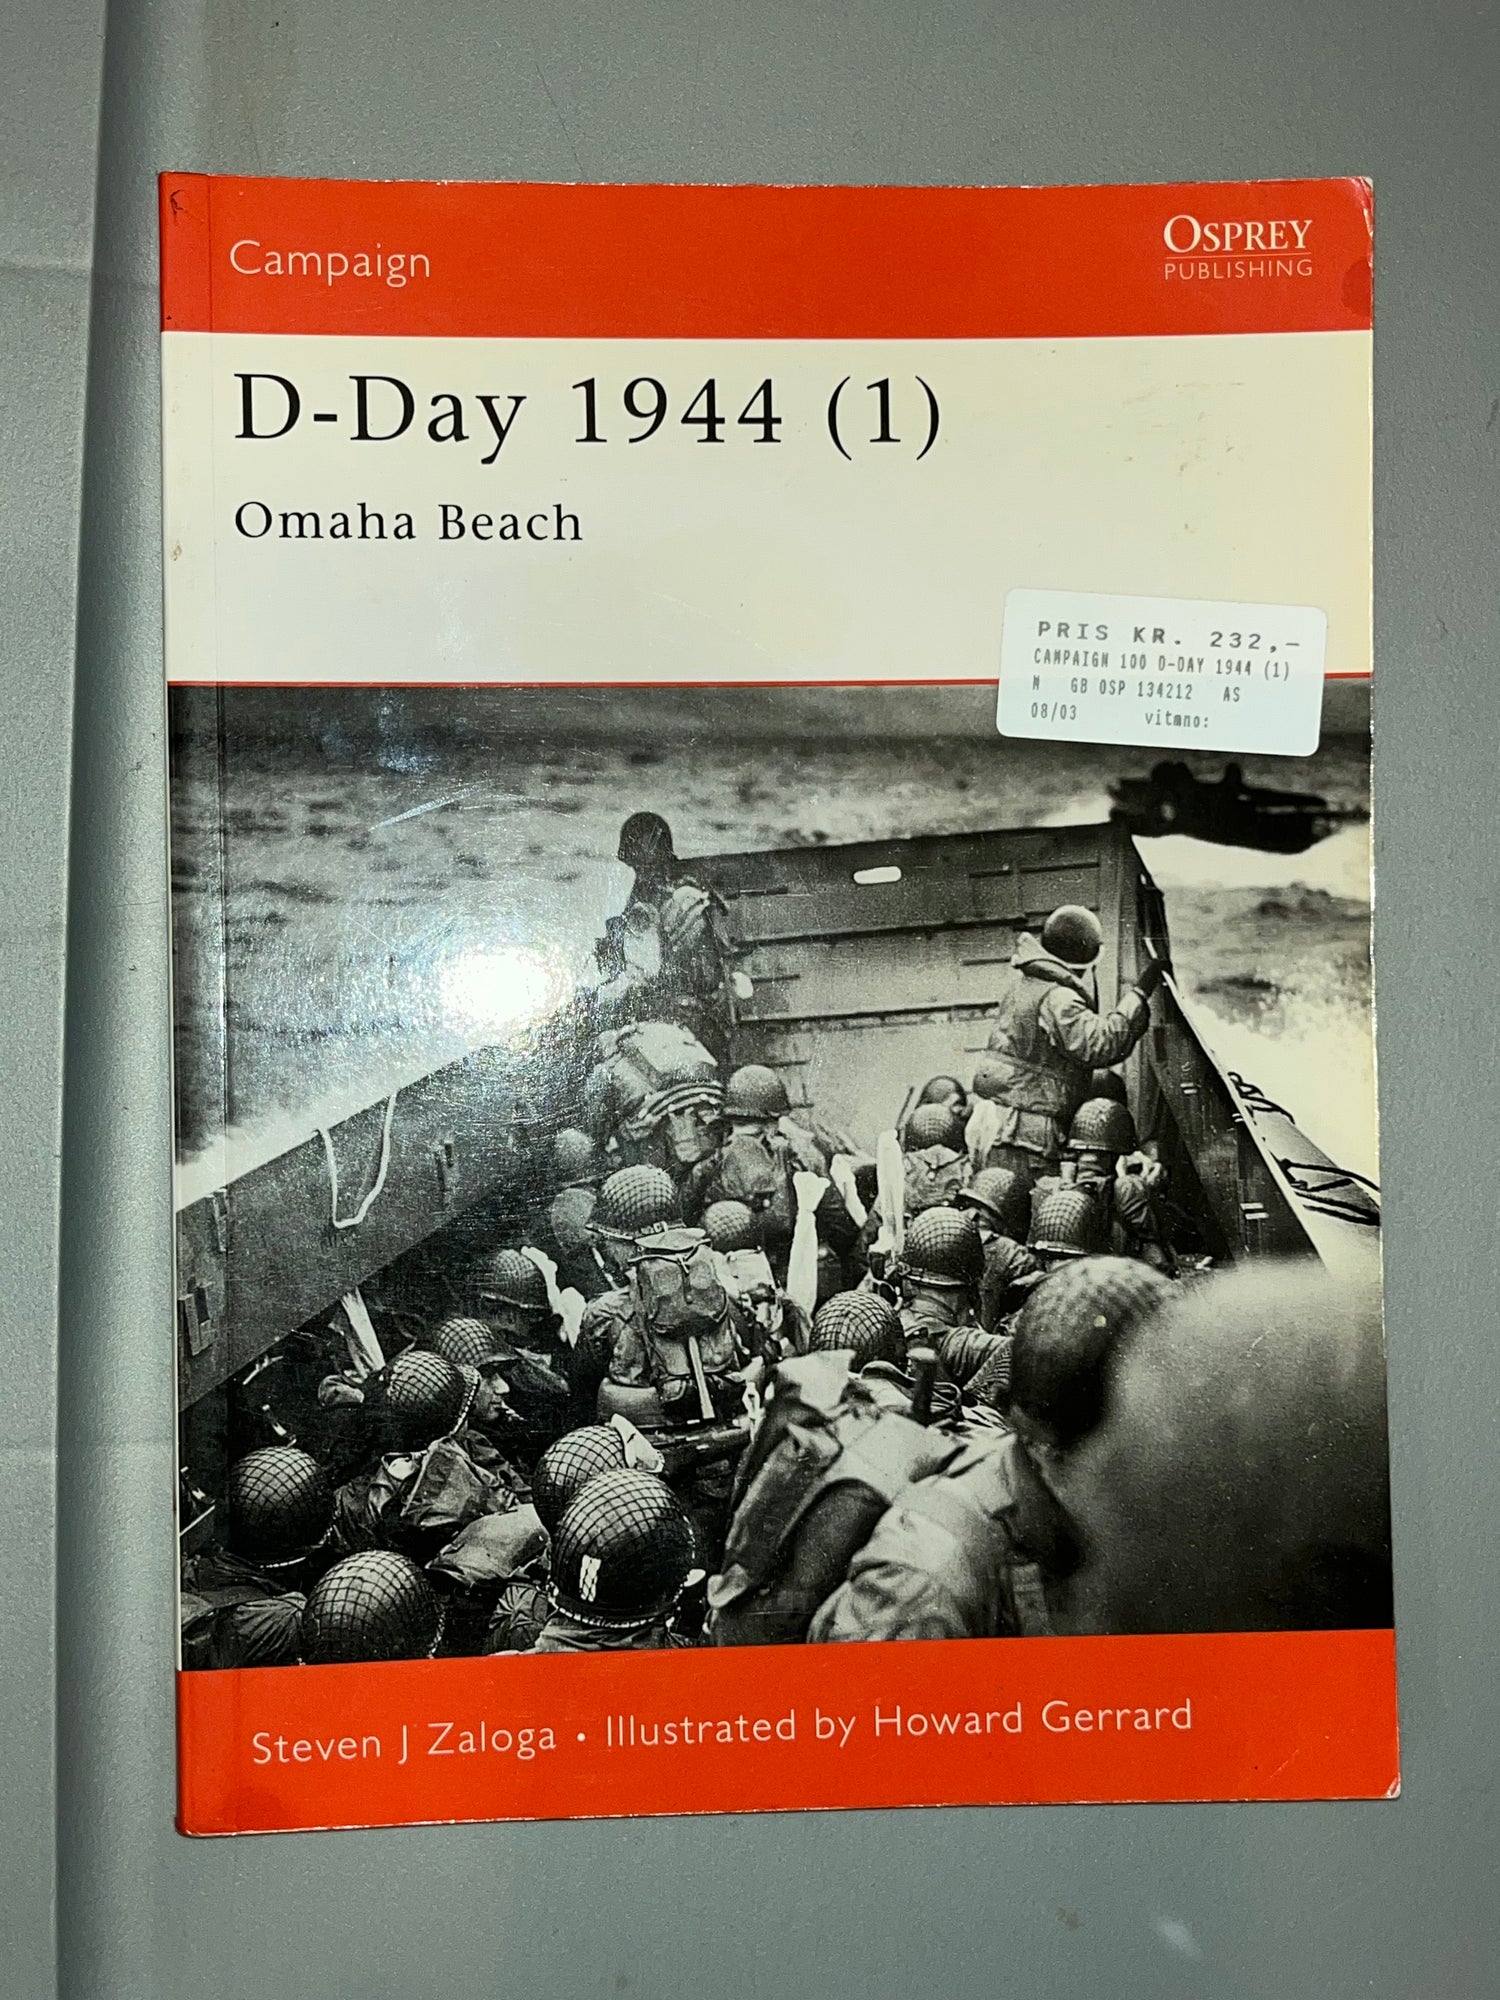 Campaign
OSPREY
PUBLISHING
D-Day 1944 (1)
Omaha Beach
PRIS KR. 232,-
CAMPAIGN 100 D-DAY 1944 (1)
M GB OSP 134212 AS
08/03 vitmno:
Steven J Zaloga • Illustrated by Howard Gerrard